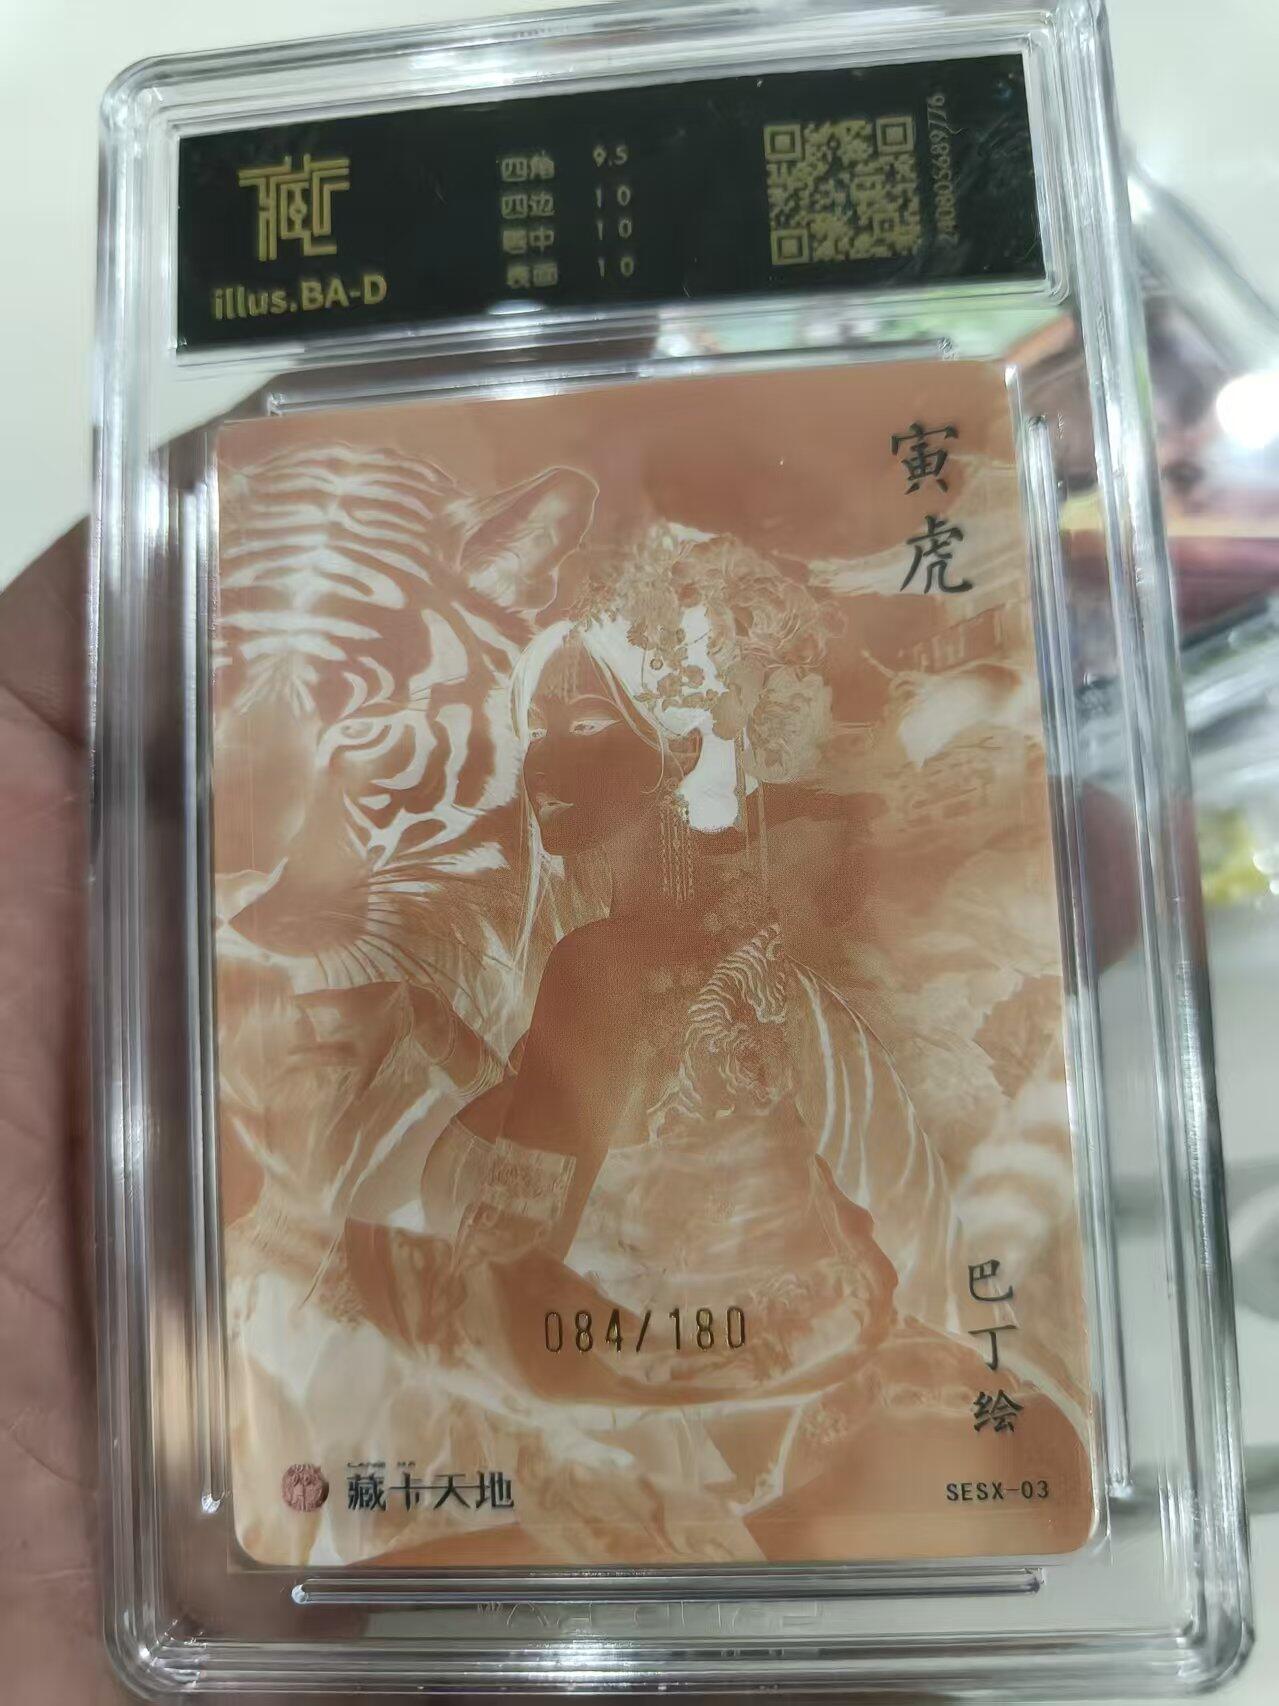 藏
illus.BA-D
四角 9.5
四边 10
居中 10
表面 10
寅虎
084/180
巴丁绘
藏卡天地
SESX-03